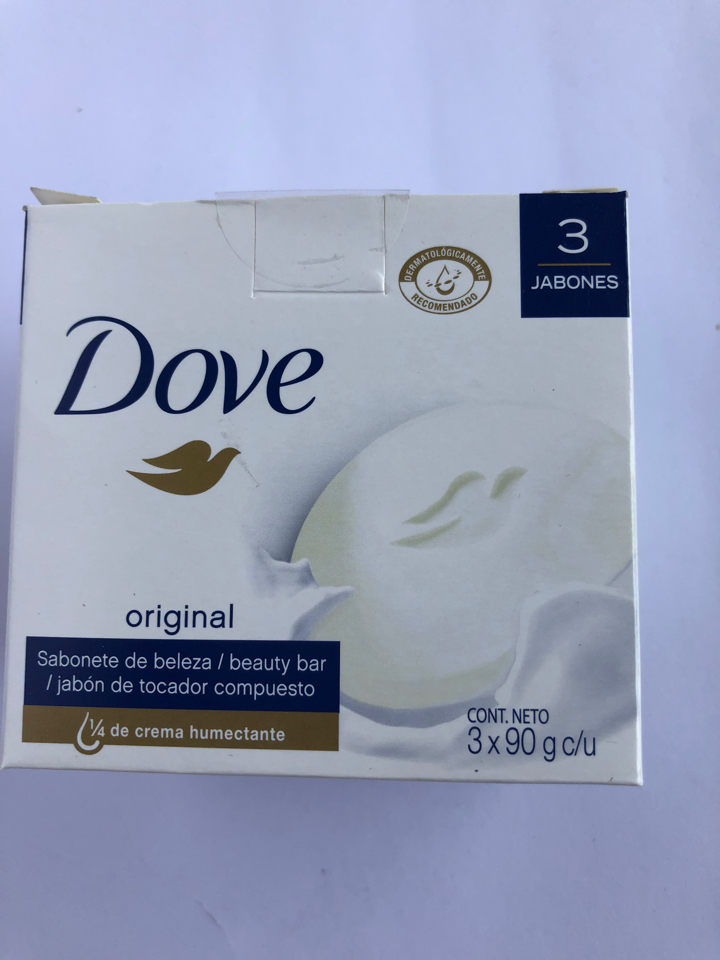 3
JABONES
DERMATOLÓGICAMENTE
RECOMENDADO
Dove
original
Sabonete de beleza / beauty bar
/ jabón de tocador compuesto
1/4 de crema humectante
CONT. NETO
3 x 90 g c/u